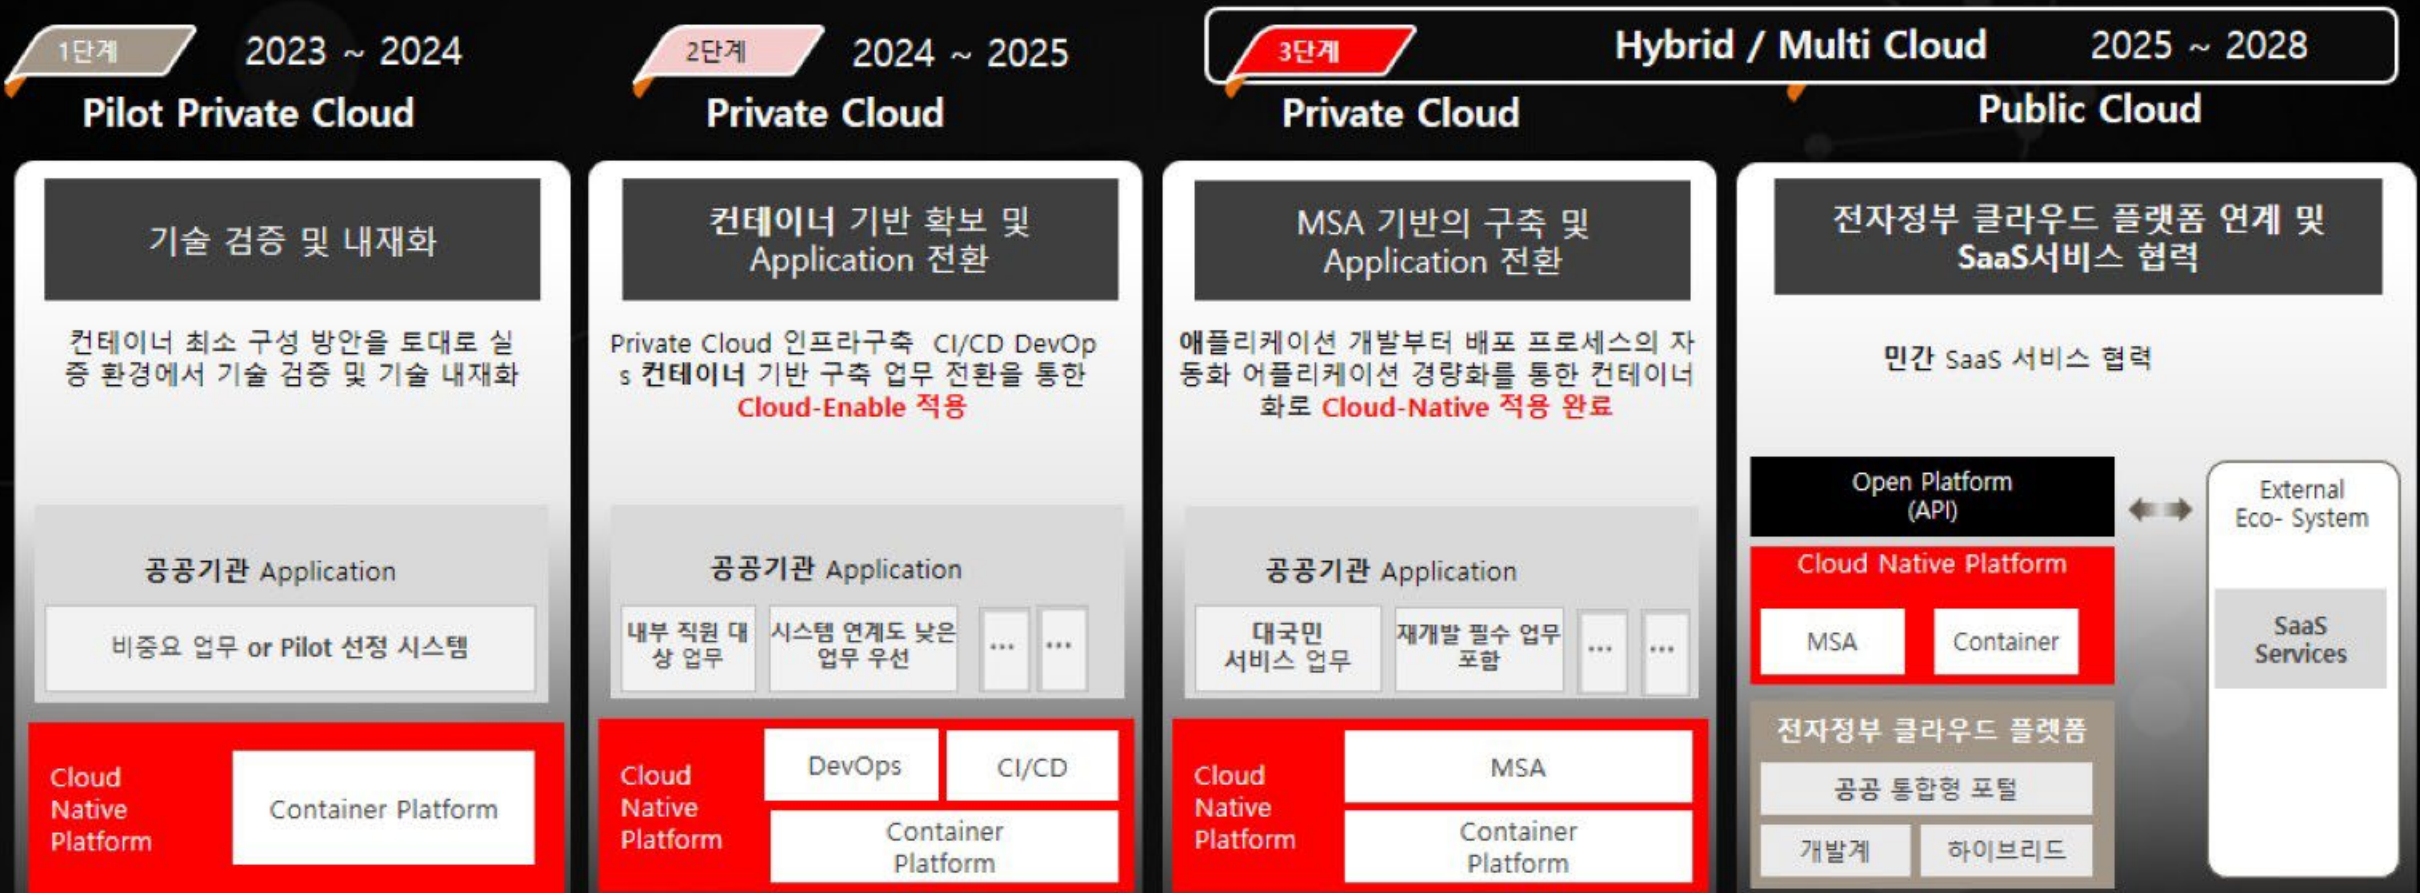 1단계
2023 ~ 2024
Pilot Private Cloud
기술 검증 및 내재화
컨테이너 최소 구성 방안을 토대로 실
증 환경에서 기술 검증 및 기술 내재화
공공기관 Application
비중요 업무 or Pilot 선정 시스템
Cloud
Native
Platform
Container Platform
2단계
2024 ~ 2025
Private Cloud
컨테이너 기반 확보 및
Application 전환
Private Cloud 인프라구축 CI/CD DevOp
s 컨테이너 기반 구축 업무 전환을 통한
Cloud-Enable 적용
공공기관 Application
내부 직원 대
상 업무
시스템 연계도 낮은
업무 우선
...
...
Cloud
Native
Platform
DevOps
CI/CD
Container
Platform
3단계
Hybrid / Multi Cloud
2025 ~ 2028
Private Cloud
MSA 기반의 구축 및
Application 전환
애플리케이션 개발부터 배포 프로세스의 자
동화 어플리케이션 경량화를 통한 컨테이너
화로 Cloud-Native 적용 완료
공공기관 Application
대국민
서비스 업무
재개발 필수 업무
포함
...
...
Cloud
Native
Platform
MSA
Container
Platform
Public Cloud
전자정부 클라우드 플랫폼 연계 및
SaaS서비스 협력
민간 SaaS 서비스 협력
Open Platform
(API)
Cloud Native Platform
MSA
Container
전자정부 클라우드 플랫폼
공공 통합형 포털
개발계
하이브리드
External
Eco- System
SaaS
Services